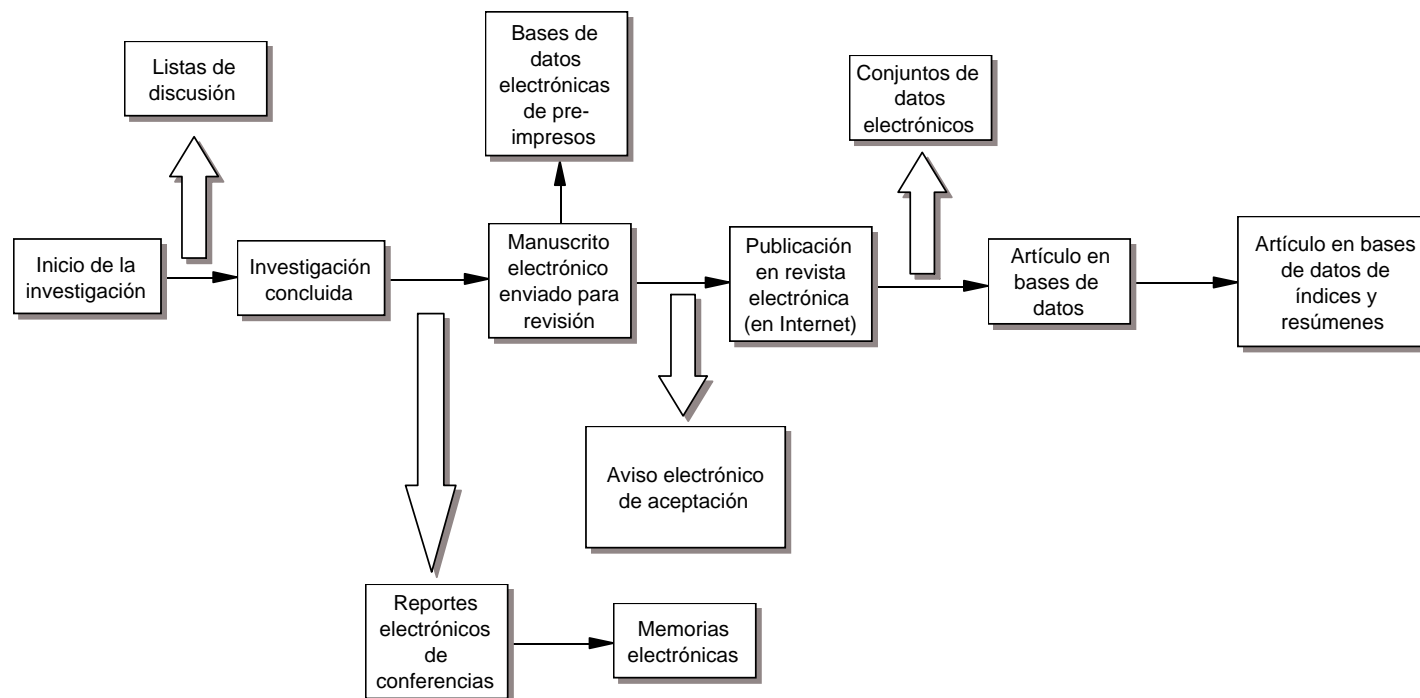 Listas de
discusión
Bases de
datos
electrónicas
de pre-
impresos
Conjuntos de
datos
electrónicos
Inicio de la
investigación
Investigación
concluida
Manuscrito
electrónico
enviado para
revisión
Publicación
en revista
electrónica
(en Internet)
Artículo en
bases de
datos
Artículo en bases
de datos de
índices y
resúmenes
Aviso electrónico
de aceptación
Reportes
electrónicos
de
conferencias
Memorias
electrónicas